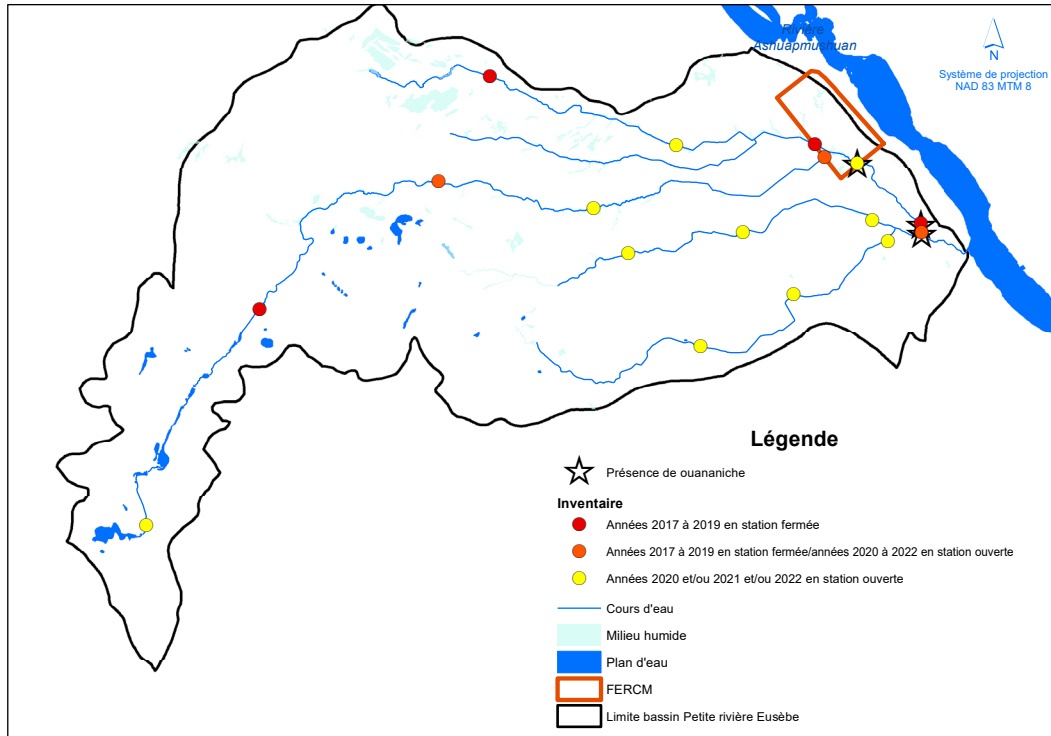 Rivière
Ashuapmushuan
N
Système de projection
NAD 83 MTM 8
Légende
Présence de ouananiche
Inventaire
Années 2017 à 2019 en station fermée
Années 2017 à 2019 en station fermée/années 2020 à 2022 en station ouverte
Années 2020 et/ou 2021 et/ou 2022 en station ouverte
Cours d'eau
Milieu humide
Plan d'eau
FERCM
Limite bassin Petite rivière Eusèbe